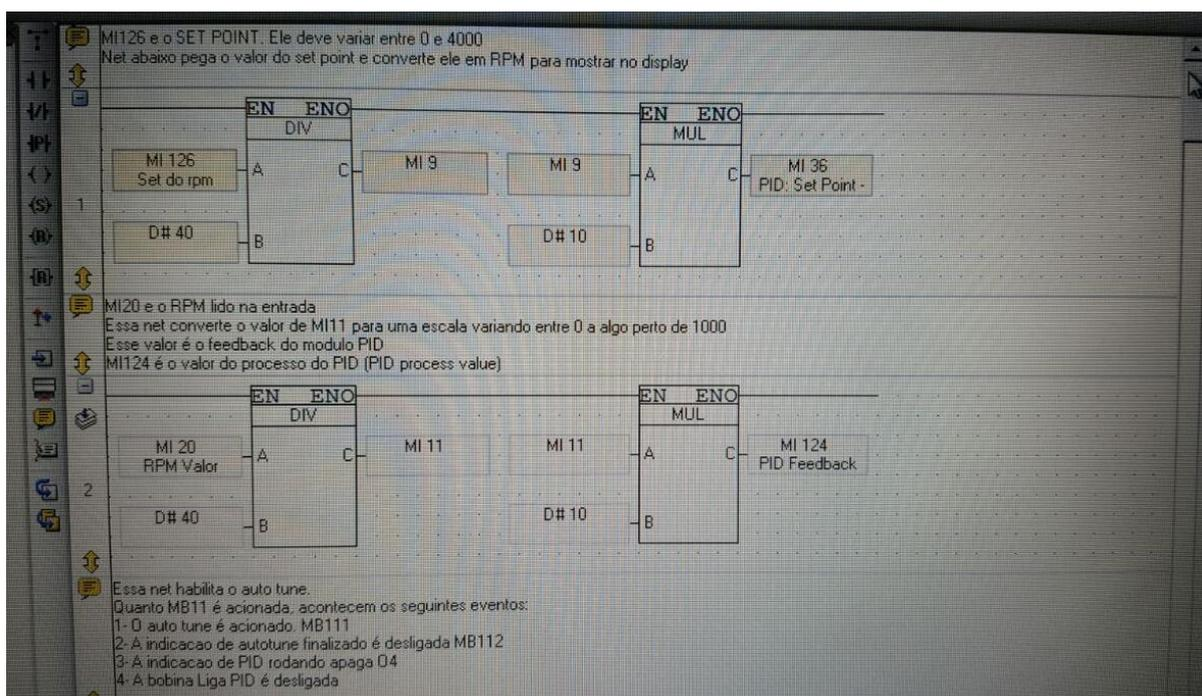 MI126 e o SET POINT. Ele deve variar entre 0 e 4000
Net abaixo pega o valor do set point e converte ele em RPM para mostrar no display
EN ENO
DIV
MI 126
Set do rpm
A
C
MI 9
D# 40
B
EN ENO
MUL
MI 9
A
C
MI 36
PID: Set Point -
D# 10
B
1
MI20 e o RPM lido na entrada
Essa net converte o valor de MI11 para uma escala variando entre 0 a algo perto de 1000
Esse valor é o feedback do modulo PID
MI124 é o valor do processo do PID (PID process value)
EN ENO
DIV
MI 20
RPM Valor
A
C
MI 11
D# 40
B
EN ENO
MUL
MI 11
A
C
MI 124
PID Feedback
D# 10
B
2
Essa net habilita o auto tune.
Quanto MB11 é acionada, acontecem os seguintes eventos:
1- O auto tune é acionado. MB111
2- A indicacao de autotune finalizado é desligada MB112
3- A indicacao de PID rodando apaga O4
4- A bobina Liga PID é desligada